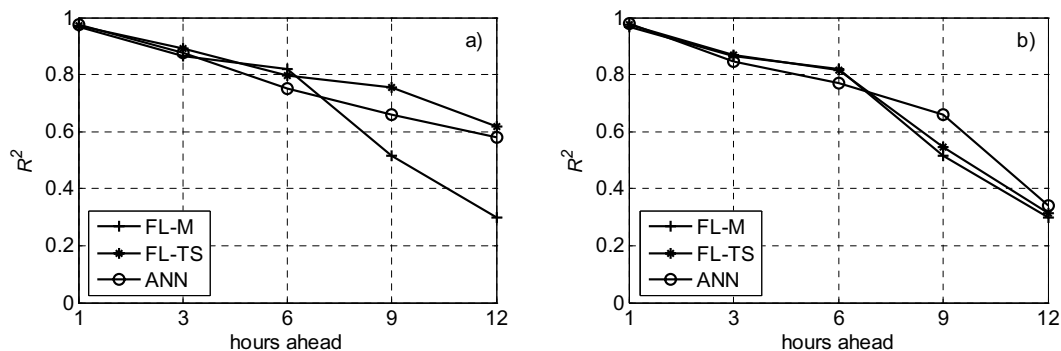 1
0.8
0.6
0.4
0.2
0
R²
a)
FL-M
FL-TS
ANN
1 3 6 9 12
hours ahead
1
0.8
0.6
0.4
0.2
0
R²
b)
FL-M
FL-TS
ANN
1 3 6 9 12
hours ahead